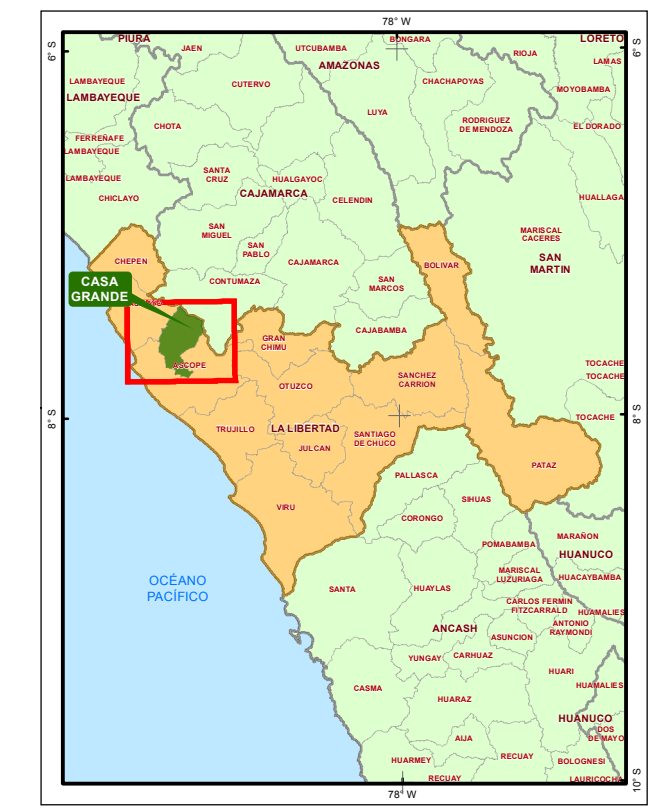 78° W
PIURA
JAEN
UTCUBAMBA
BONGARA
RIOJA
LORETO
6° S
6° S
LAMAS
AMAZONAS
LAMBAYEQUE
CUTERVO
CHACHAPOYAS
MOYOBAMBA
LAMBAYEQUE
LUYA
CHOTA
RODRIGUEZ
DE MENDOZA
EL DORADO
FERREÑAFE
LAMBAYEQUE
LAMBAYEQUE
SANTA
CRUZ
HUALGAYOC
CAJAMARCA
CELENDIN
CHICLAYO
HUALLAGA
SAN
MIGUEL
SAN
PABLO
MARISCAL
CACERES
CHEPEN
CAJAMARCA
BOLIVAR
SAN
MARTIN
CASA
GRANDE
CONTUMAZA
SAN
MARCOS
CAJABAMBA
GRAN
CHIMU
ASCOPE
TOCACHE
TOCACHE
OTUZCO
SANCHEZ
CARRION
8° S
8° S
TOCACHE
TRUJILLO
LA LIBERTAD
SANTIAGO
DE CHUCO
JULCAN
PATAZ
PALLASCA
SIHUAS
VIRU
CORONGO
MARAÑON
POMABAMBA
HUANUCO
OCÉANO
PACÍFICO
SANTA
HUAYLAS
MARISCAL
LUZURIAGA
HUACAYBAMBA
CARLOS FERMIN
FITZCARRALD
HUAMALIES
ANTONIO
RAYMONDI
ANCASH
ASUNCION
YUNGAY
CARHUAZ
HUARI
CASMA
HUARAZ
HUAMALIES
HUANUCO
DOS
DE MAYO
AIJA
HUARMEY
RECUAY
BOLOGNESI
RECUAY
LAURICOCHA
10° S
78° W